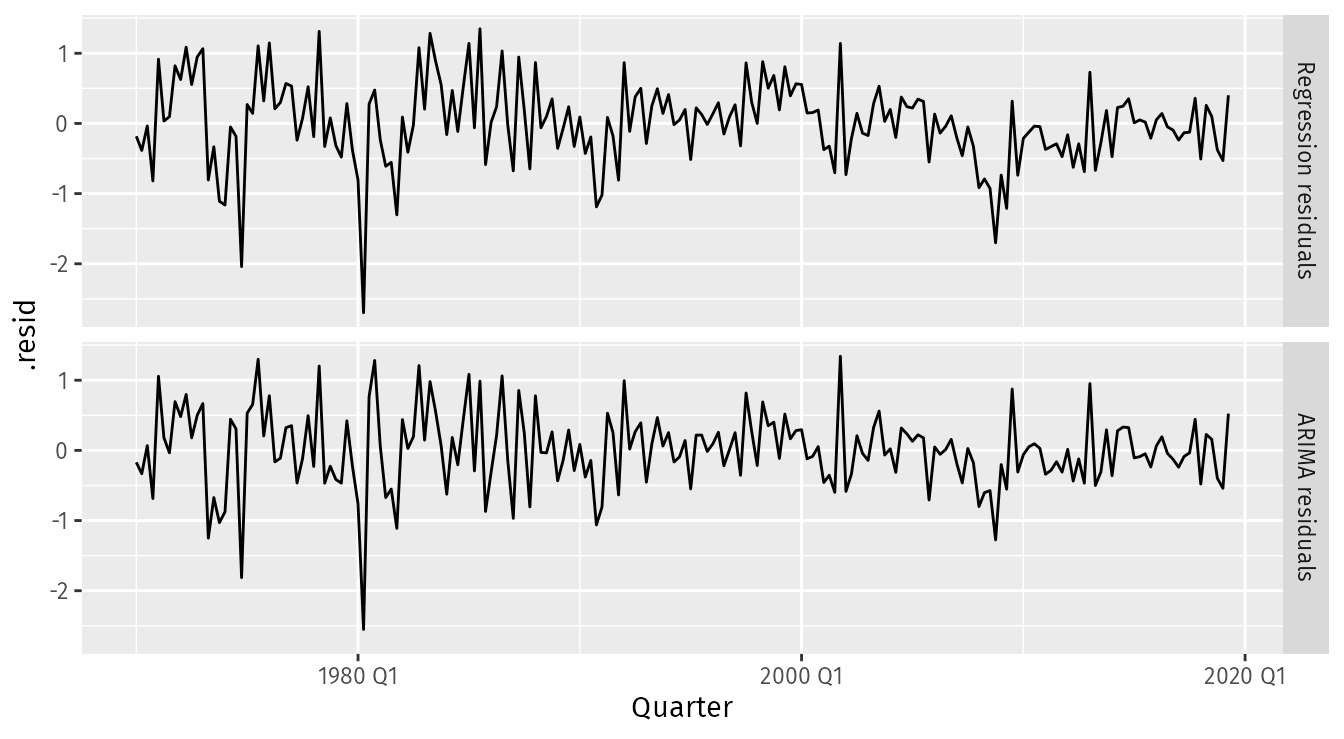 .resid
1
0
-1
-2
Regression residuals
1
0
-1
-2
ARIMA residuals
1980 Q1
2000 Q1
2020 Q1
Quarter